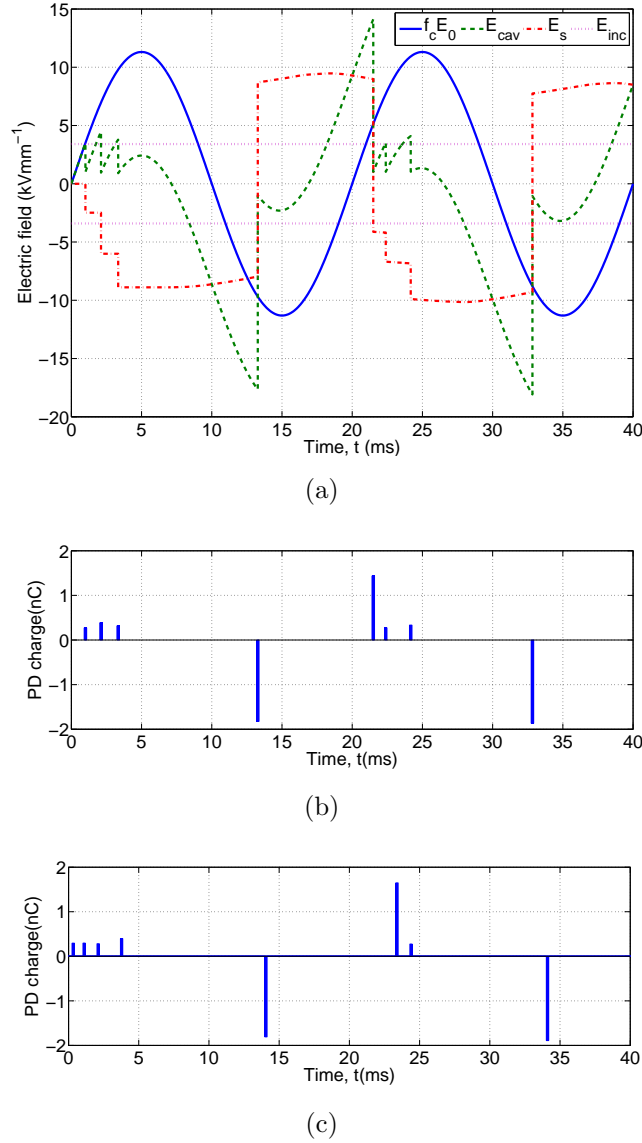 15
10
5
0
−5
−10
−15
−20
f_cE_0 E_cav E_s E_inc
Electric field (kVmm⁻¹)
0 5 10 15 20 25 30 35 40
Time, t (ms)
(a)
2
1
0
−1
−2
PD charge(nC)
0 5 10 15 20 25 30 35 40
Time, t(ms)
(b)
2
1
0
−1
−2
PD charge(nC)
0 5 10 15 20 25 30 35 40
Time, t(ms)
(c)